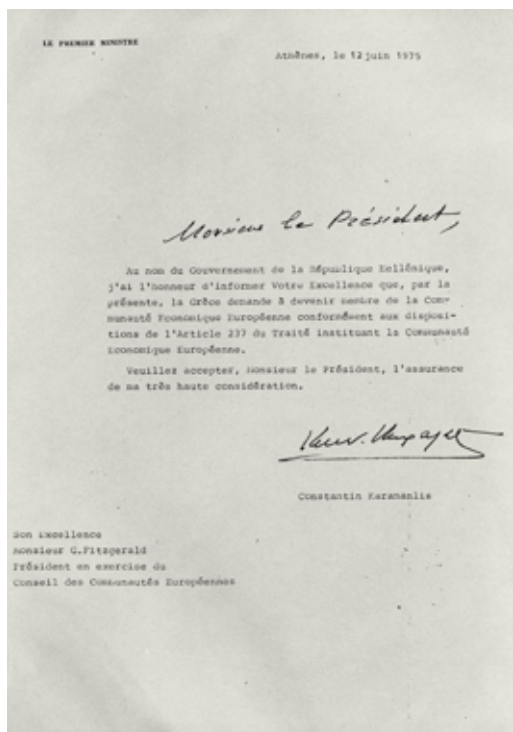 LE PREMIER MINISTRE
Athènes, le 12 juin 1975
Monsieur le Président,
Au nom du Gouvernement de la République Hellénique,
j'ai l'honneur d'informer Votre Excellence que, par la
présente, la Grèce demande à devenir membre de la Com-
munauté Economique Européenne conformément aux disposi-
tions de l'Article 237 du Traité instituant la Communauté
Economique Européenne.
Veuillez accepter, Monsieur le Président, l'assurance
de ma très haute considération.
Constantin Karamanlis
Son Excellence
Monsieur G.Fitzgerald
Président en exercice du
Conseil des Communautés Européennes